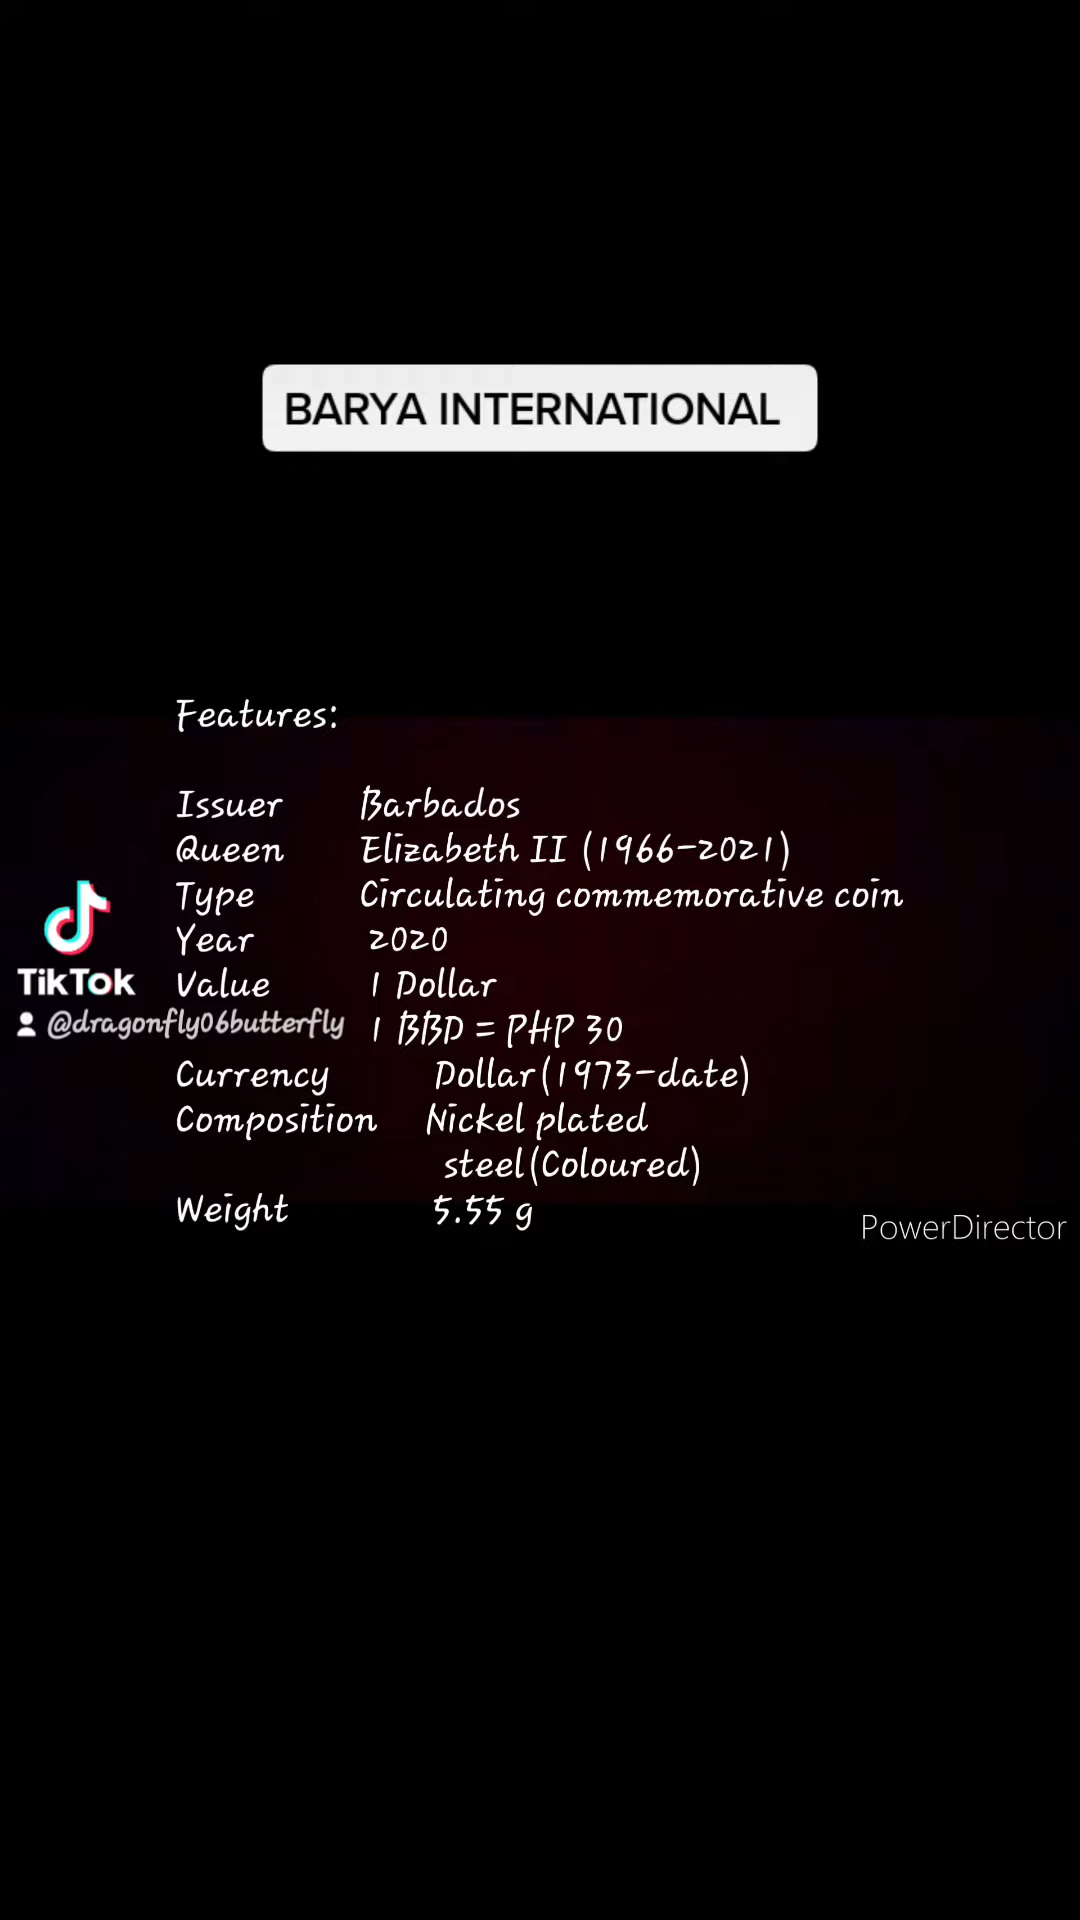 BARYA INTERNATIONAL
Features:
Issuer Barbados
Queen Elizabeth II (1966-2021)
Type Circulating commemorative coin
Year 2020
TikTok
Value 1 Dollar
@dragonfly06butterfly
1 BBD = PHP 30
Currency Dollar(1973-date)
Composition Nickel plated
steel(Coloured)
Weight 5.55 g
PowerDirector